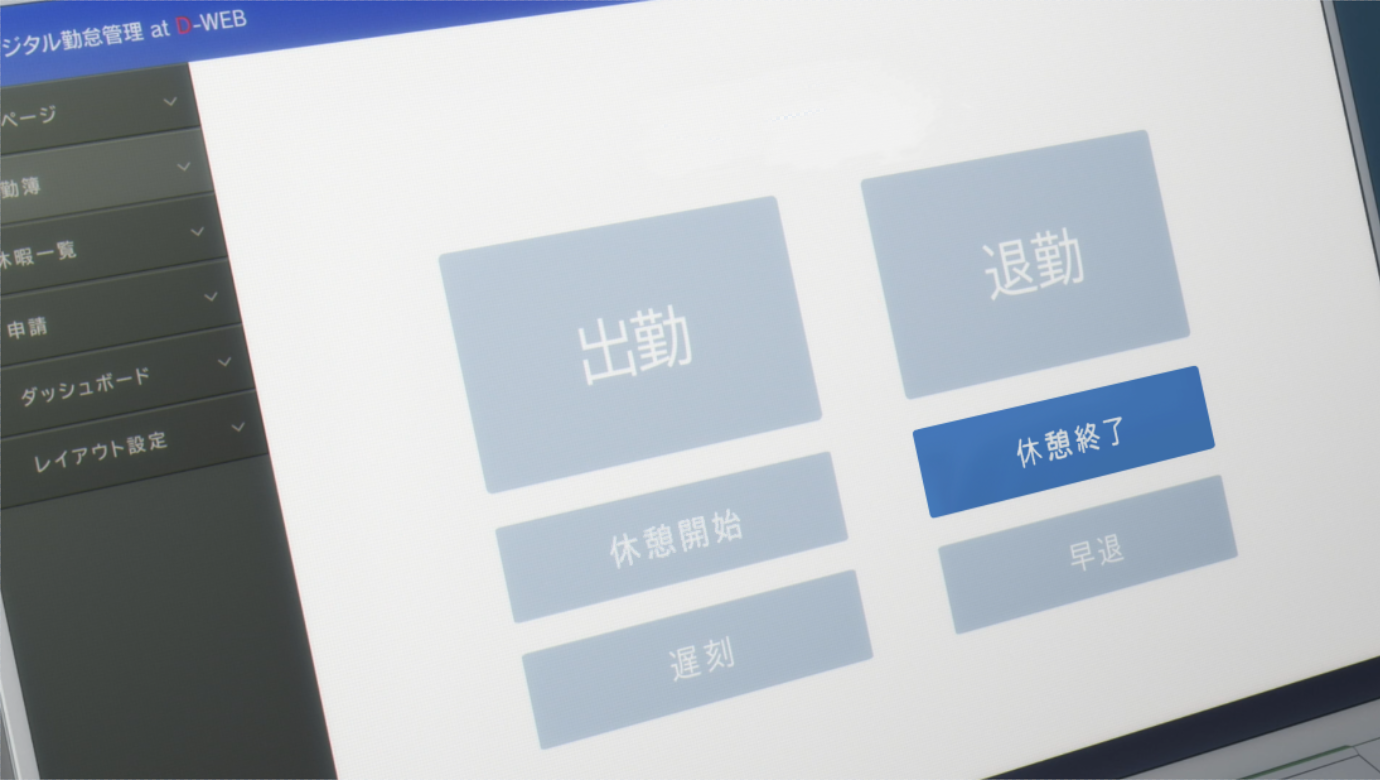 ジタル勤怠管理 at D-WEB
ページ
勤簿
休暇一覧
申請
ダッシュボード
レイアウト設定
出勤
退勤
休憩開始
休憩終了
遅刻
早退